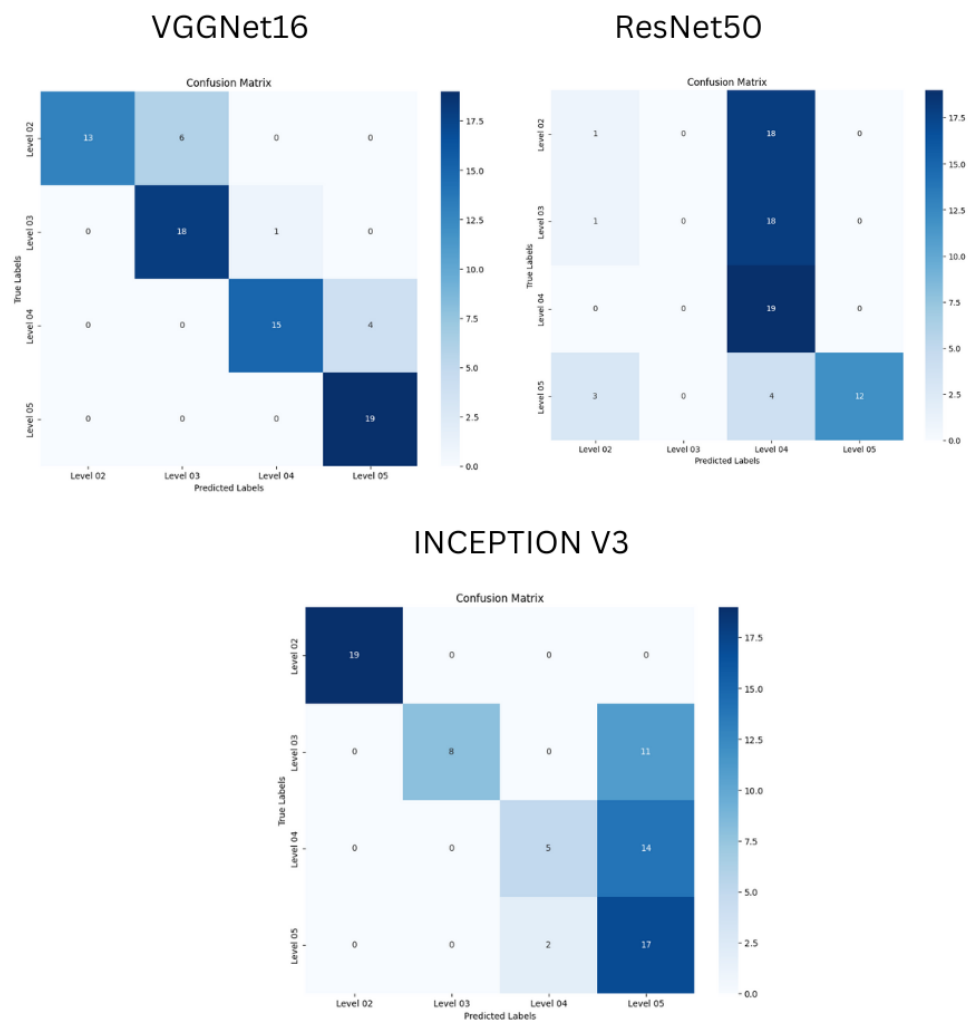 VGGNet16
ResNet50
Confusion Matrix
Level 02 13 6 0 0
Level 03 0 18 1 0
Level 04 0 0 15 4
Level 05 0 0 0 19
True Labels
Level 02 Level 03 Level 04 Level 05
Predicted Labels
17.5
15.0
12.5
10.0
7.5
5.0
2.5
0.0
Confusion Matrix
Level 02 1 0 18 0
Level 03 1 0 18 0
Level 04 0 0 19 0
Level 05 3 0 4 12
True Labels
Level 02 Level 03 Level 04 Level 05
Predicted Labels
17.5
15.0
12.5
10.0
7.5
5.0
2.5
0.0
INCEPTION V3
Confusion Matrix
Level 02 19 0 0 0
Level 03 0 8 0 11
Level 04 0 0 5 14
Level 05 0 0 2 17
True Labels
Level 02 Level 03 Level 04 Level 05
Predicted Labels
17.5
15.0
12.5
10.0
7.5
5.0
2.5
0.0